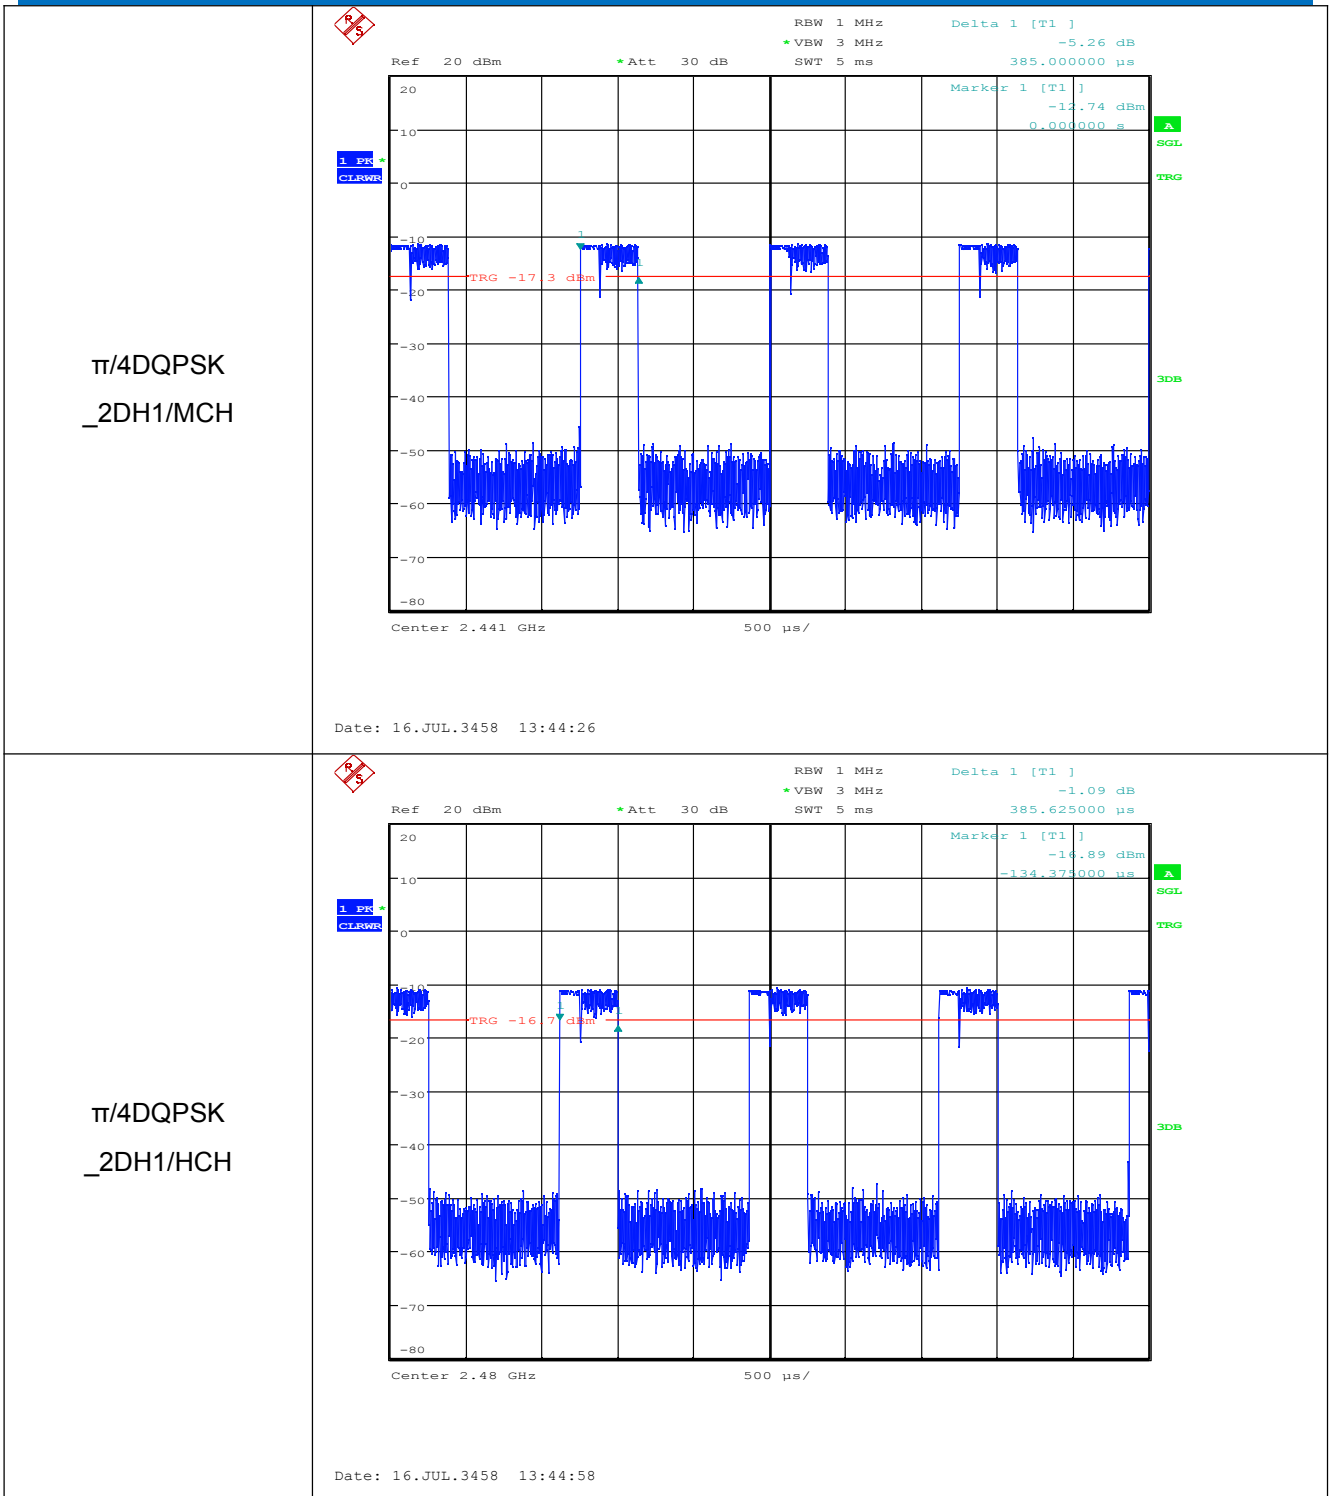 π/4DQPSK
_2DH1/MCH
R S
RBW 1 MHz
Delta 1 [T1 ]
*VBW 3 MHz
-5.26 dB
Ref 20 dBm
*Att 30 dB
SWT 5 ms
385.000000 µs
20
Marker 1 [T1 ]
-12.74 dBm
0.000000 s
A
10
SGL
1 PK *
CLRWR
0
TRG
-10
1
1
TRG -17.3 dBm
-20
-30
3DB
-40
-50
-60
-70
-80
Center 2.441 GHz
500 µs/
Date: 16.JUL.3458 13:44:26
π/4DQPSK
_2DH1/HCH
R S
RBW 1 MHz
Delta 1 [T1 ]
*VBW 3 MHz
-1.09 dB
Ref 20 dBm
*Att 30 dB
SWT 5 ms
385.625000 µs
20
Marker 1 [T1 ]
-16.89 dBm
-134.375000 µs
A
10
SGL
1 PK *
CLRWR
0
TRG
-10
1
1
TRG -16.7 dBm
-20
-30
3DB
-40
-50
-60
-70
-80
Center 2.48 GHz
500 µs/
Date: 16.JUL.3458 13:44:58